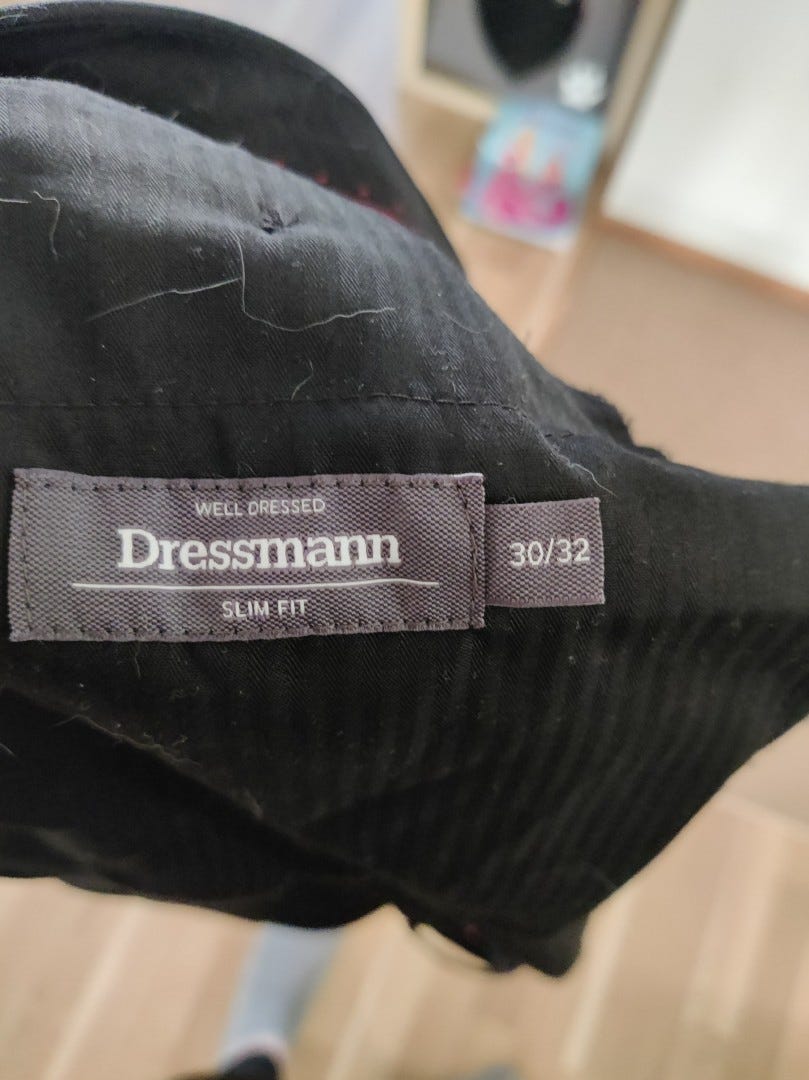 WELL DRESSED
Dressmann
SLIM FIT
30/32